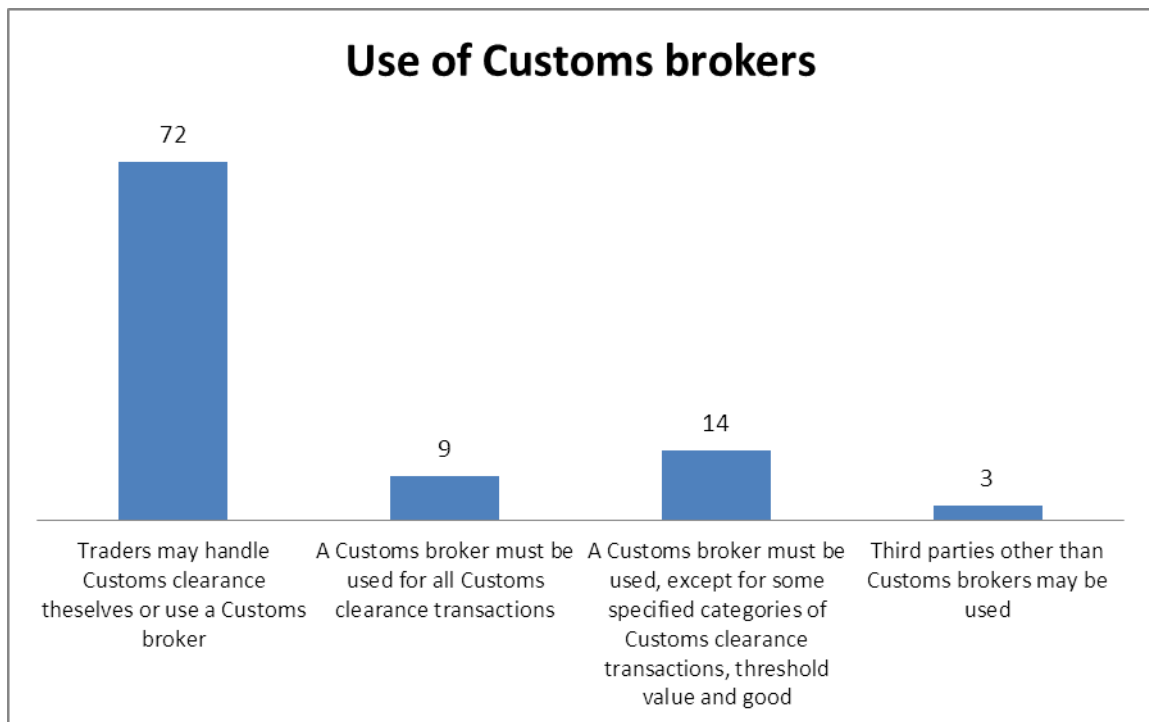 Use of Customs brokers
72
9
14
3
Traders may handle
Customs clearance
theselves or use a Customs
broker
A Customs broker must be
used for all Customs
clearance transactions
A Customs broker must be
used, except for some
specified categories of
Customs clearance
transactions, threshold
value and good
Third parties other than
Customs brokers may be
used